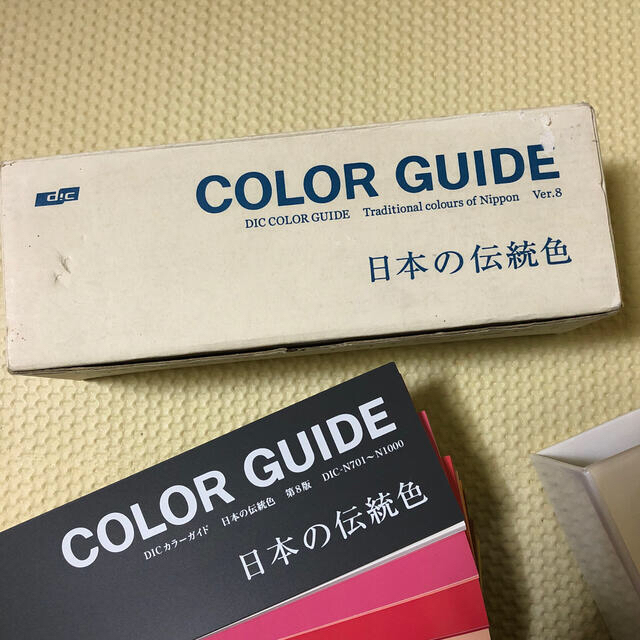 dic
COLOR GUIDE
DIC COLOR GUIDE Traditional colours of Nippon Ver.8
日本の伝統色
COLOR GUIDE
DICカラーガイド 日本の伝統色 第8版 DIC-N701〜N1000
日本の伝統色